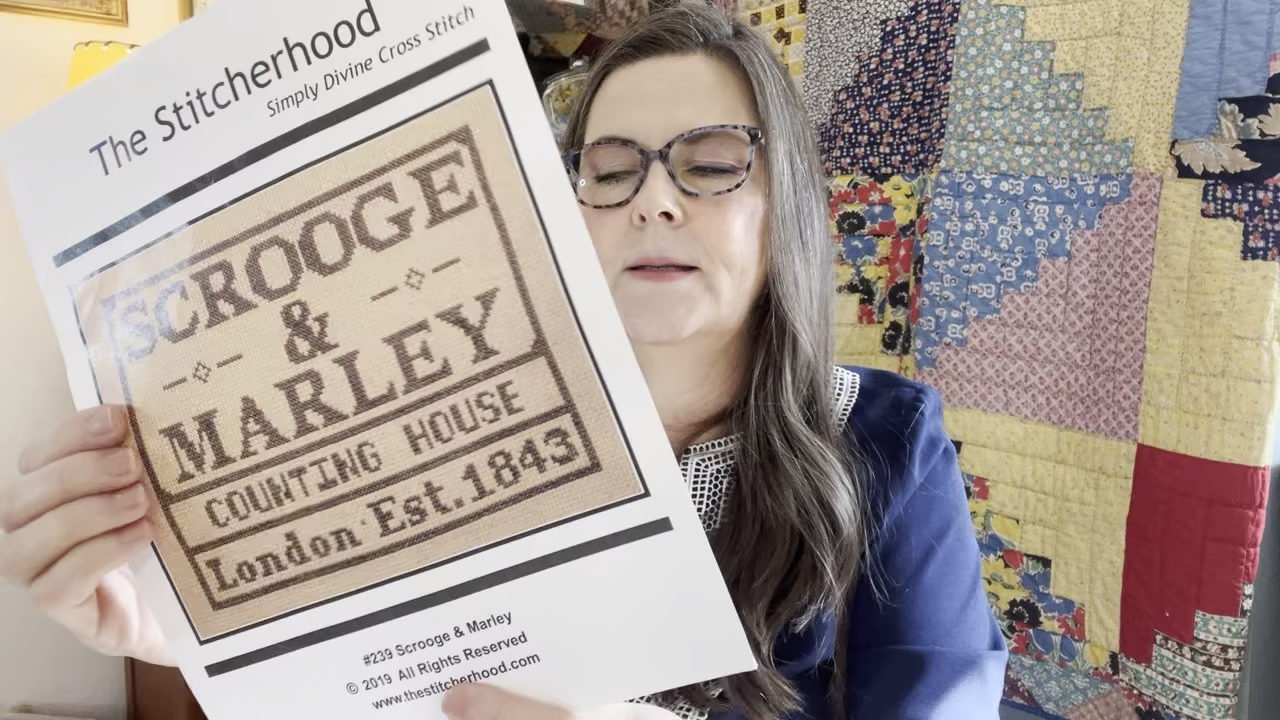 The Stitcherhood
Simply Divine Cross Stitch
SCROOGE
&
MARLEY
COUNTING HOUSE
London Est. 1843
#239 Scrooge & Marley
© 2019 All Rights Reserved
www.thestitcherhood.com